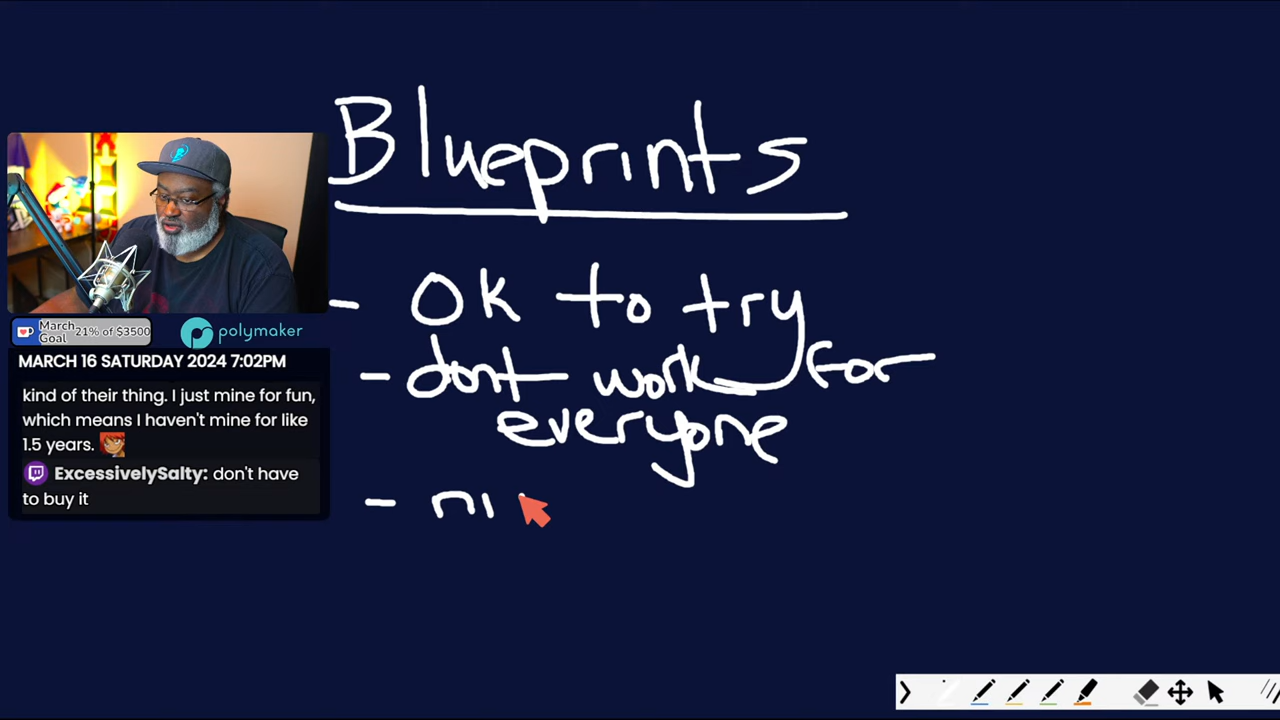 Blueprints
- Ok to try
- dont work for
everyone
- ni
March
Goal
21% of $3500
polymaker
MARCH 16 SATURDAY 2024 7:02PM
kind of their thing. I just mine for fun,
which means I haven't mine for like
1.5 years.
ExcessivelySalty: don't have
to buy it